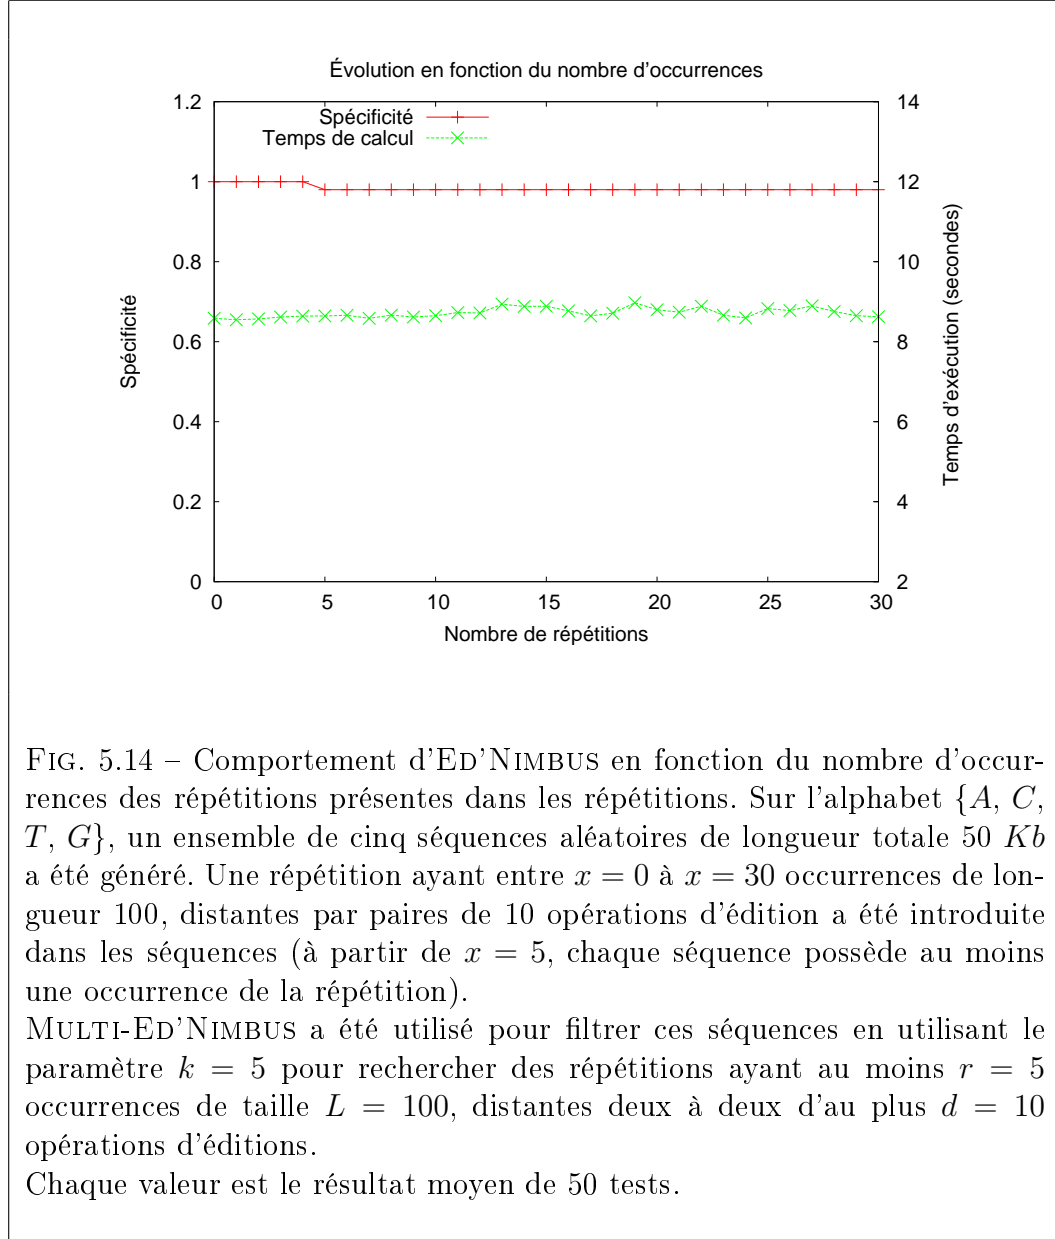 Évolution en fonction du nombre d'occurrences
1.2
1
0.8
0.6
0.4
0.2
0
Spécificité
Spécificité
Temps de calcul
14
12
10
8
6
4
2
Temps d'exécution (secondes)
0 5 10 15 20 25 30
Nombre de répétitions
FIG. 5.14 – Comportement d'ED'NIMBUS en fonction du nombre d'occur-
rences des répétitions présentes dans les répétitions. Sur l'alphabet {A, C,
T, G}, un ensemble de cinq séquences aléatoires de longueur totale 50 Kb
a été généré. Une répétition ayant entre x = 0 à x = 30 occurrences de lon-
gueur 100, distantes par paires de 10 opérations d'édition a été introduite
dans les séquences (à partir de x = 5, chaque séquence possède au moins
une occurrence de la répétition).
MULTI-ED'NIMBUS a été utilisé pour filtrer ces séquences en utilisant le
paramètre k = 5 pour rechercher des répétitions ayant au moins r = 5
occurrences de taille L = 100, distantes deux à deux d'au plus d = 10
opérations d'éditions.
Chaque valeur est le résultat moyen de 50 tests.